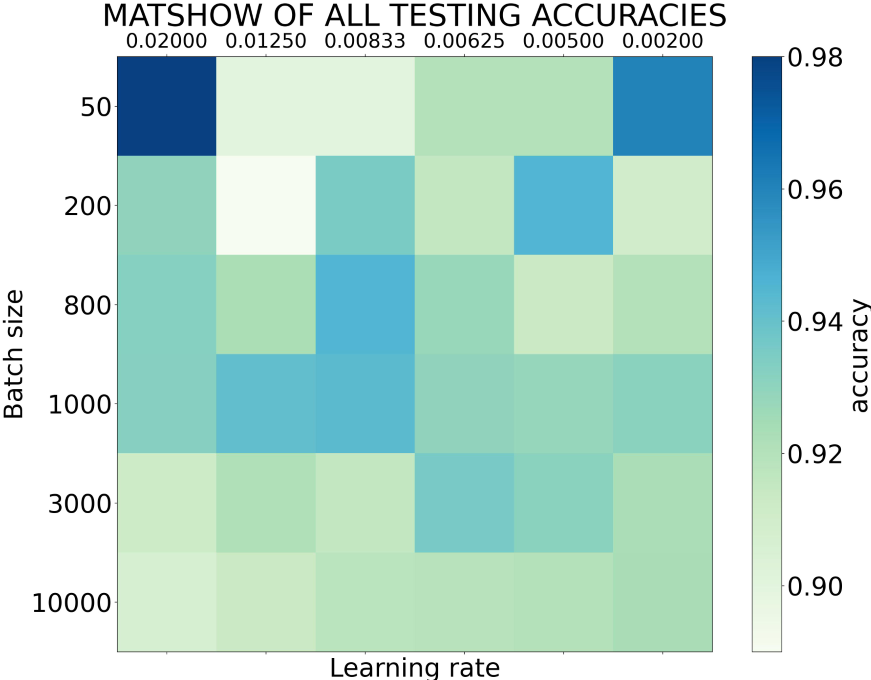 MATSHOW OF ALL TESTING ACCURACIES
0.02000 0.01250 0.00833 0.00625 0.00500 0.00200
50
200
800
1000
3000
10000
Batch size
Learning rate
0.98
0.96
0.94
0.92
0.90
accuracy